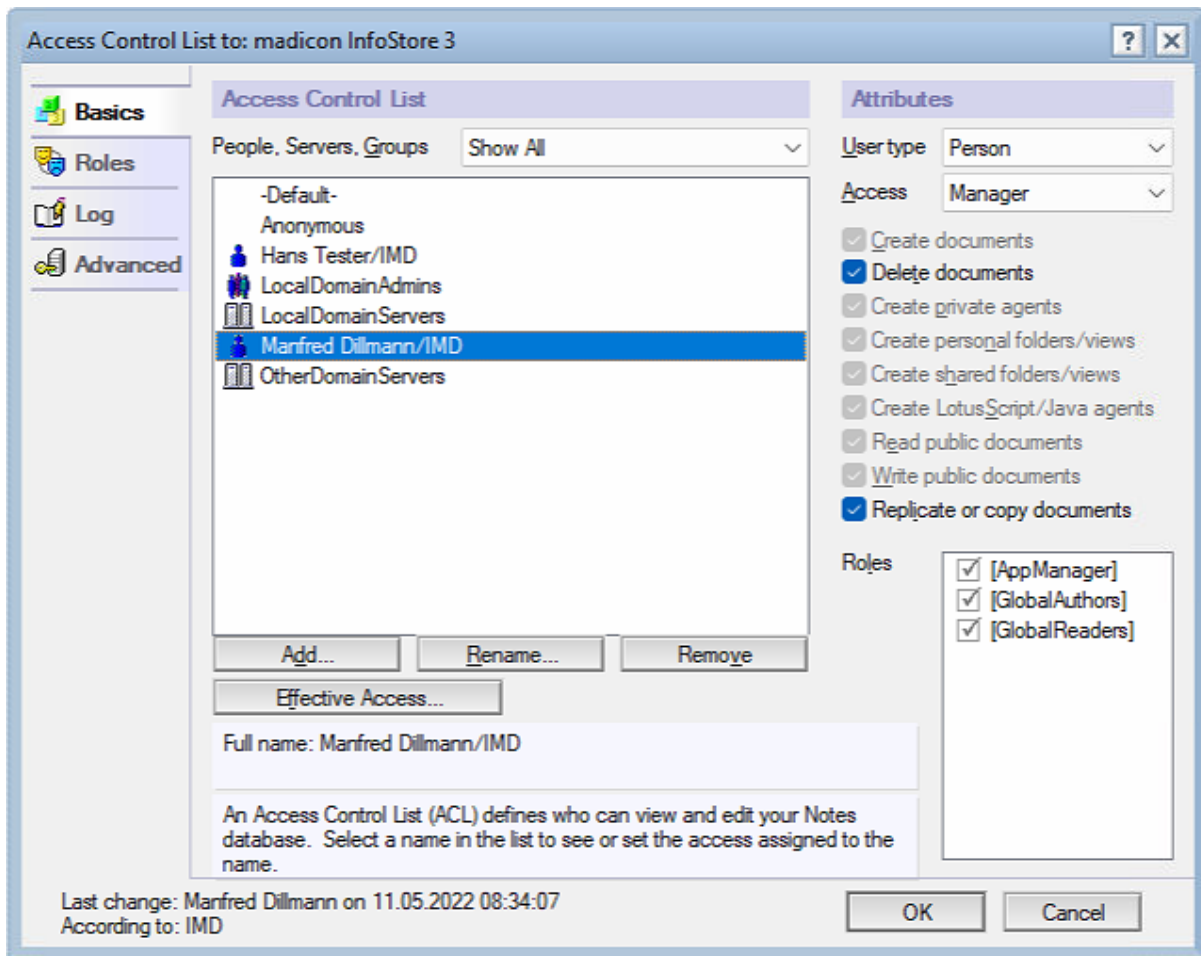 Access Control List to: madicon InfoStore 3
Basics
Roles
Log
Advanced
Access Control List
People, Servers, Groups
Show All
-Default-
Anonymous
Hans Tester/IMD
LocalDomainAdmins
LocalDomainServers
Manfred Dillmann/IMD
OtherDomainServers
Add...
Rename...
Remove
Effective Access...
Full name: Manfred Dillmann/IMD
An Access Control List (ACL) defines who can view and edit your Notes
database. Select a name in the list to see or set the access assigned to the
name.
Attributes
User type
Person
Access
Manager
Create documents
Delete documents
Create private agents
Create personal folders/views
Create shared folders/views
Create LotusScript/Java agents
Read public documents
Write public documents
Replicate or copy documents
Roles
[AppManager]
[GlobalAuthors]
[GlobalReaders]
Last change: Manfred Dillmann on 11.05.2022 08:34:07
According to: IMD
OK
Cancel